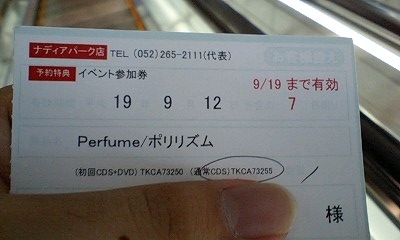 ナディアパーク店 TEL (052)265-2111(代表)
予約特典 イベント参加券 9/19 まで有効
19 9 12 7
Perfume/ポリリズム
(初回CDS+DVD) TKCA73250 (通常CDS)TKCA73255
様